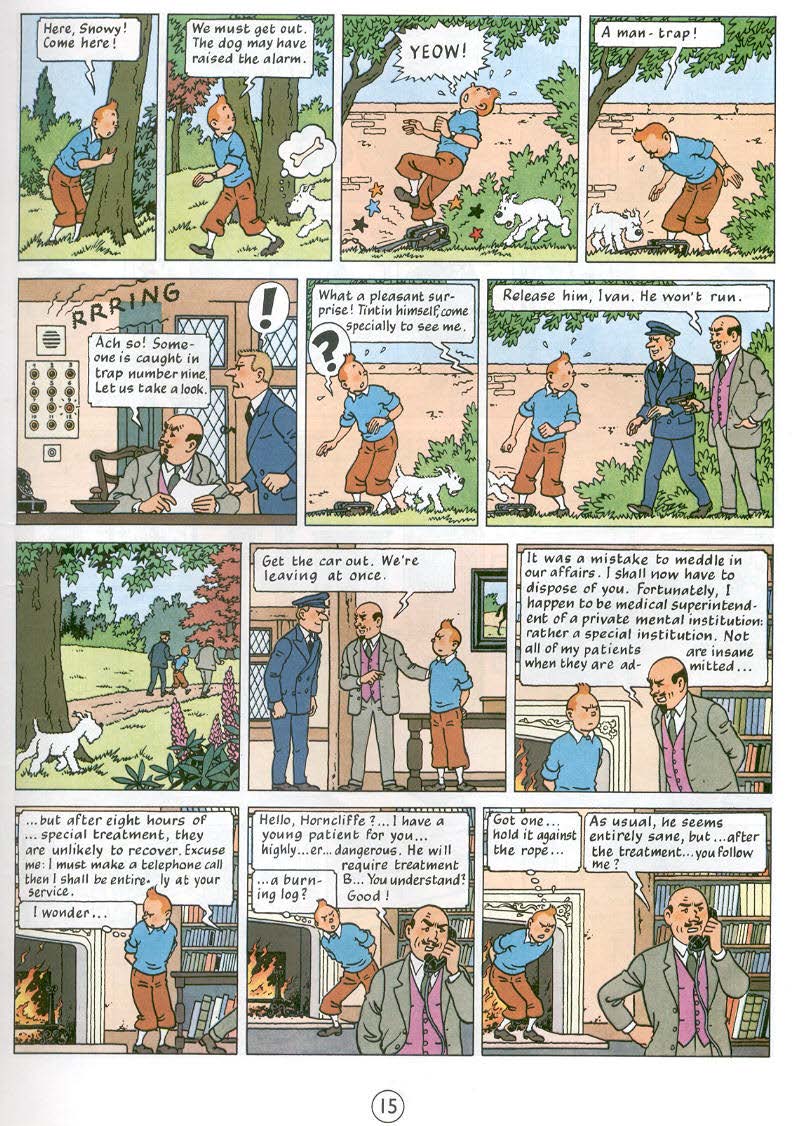 Here, Snowy!
Come here!
We must get out.
The dog may have
raised the alarm.
YEOW!
A man-trap!
RRRING
Ach so! Some-
one is caught in
trap number nine.
Let us take a look.
!
What a pleasant sur-
prise! Tintin himself, come
specially to see me.
?
Release him, Ivan. He won't run.
Get the car out. We're
leaving at once.
It was a mistake to meddle in
our affairs. I shall now have to
dispose of you. Fortunately, I
happen to be medical superintend-
ent of a private mental institution:
rather a special institution. Not
all of my patients are insane
when they are ad- mitted...
...but after eight hours of
... special treatment, they
are unlikely to recover. Excuse
me: I must make a telephone call
then I shall be entire- ly at your
service.
I wonder...
Hello, Horncliffe?... I have a
young patient for you...
highly...er...dangerous. He will
require treatment
B... You understand?
Good!
...a burn-
ing log?
Got one...
hold it against
the rope...
As usual, he seems
entirely sane, but...after
the treatment...you follow
me?
15